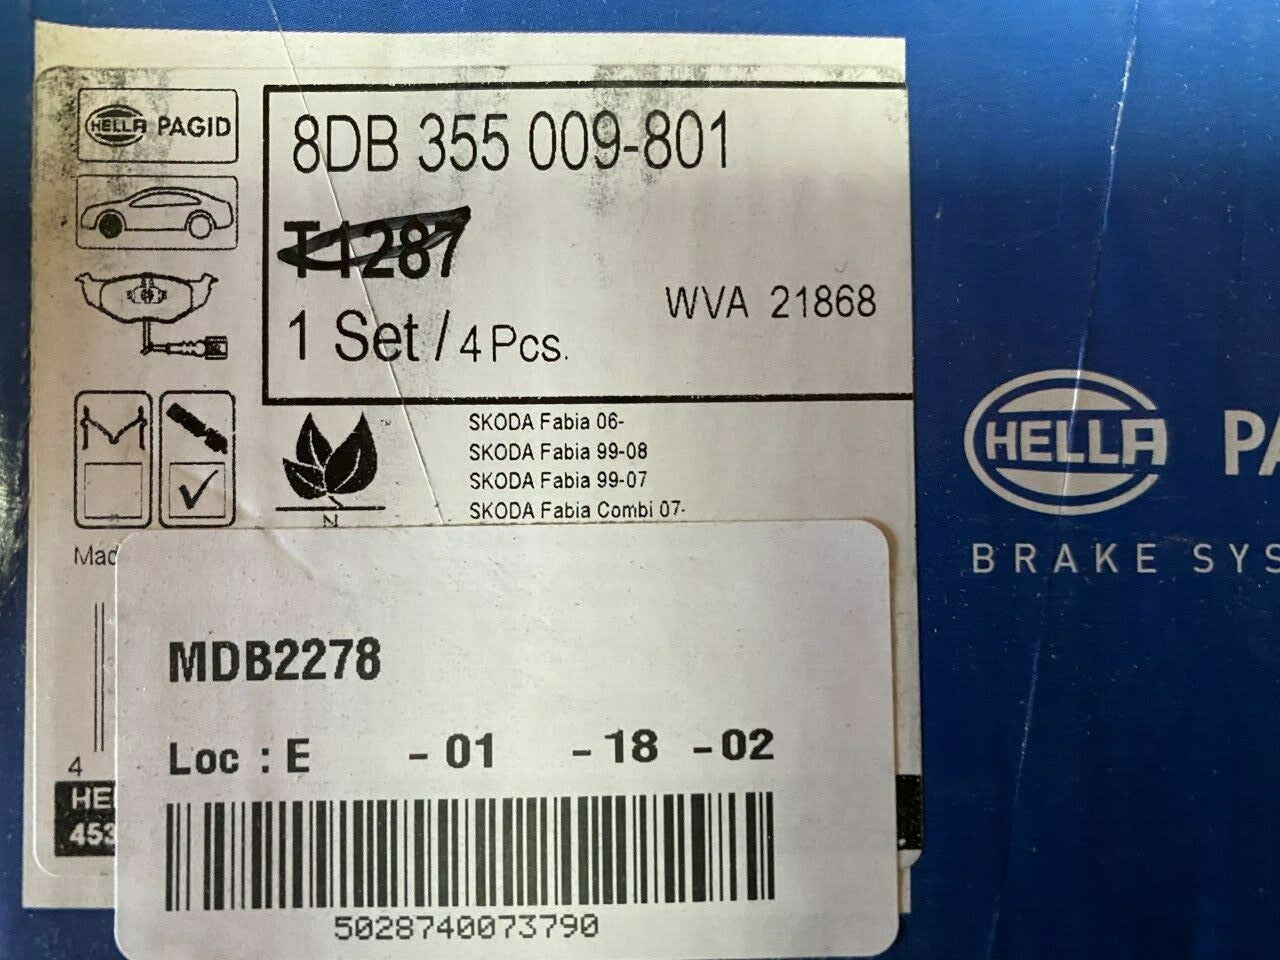 HELLA PAGID
8DB 355 009-801
T1287
1 Set / 4 Pcs.
WVA 21868
SKODA Fabia 06-
SKODA Fabia 99-08
SKODA Fabia 99-07
SKODA Fabia Combi 07-
N
Mad
4
HE
453
MDB2278
Loc : E - 01 - 18 - 02
5028740073790
HELLA PA
BRAKE SYS